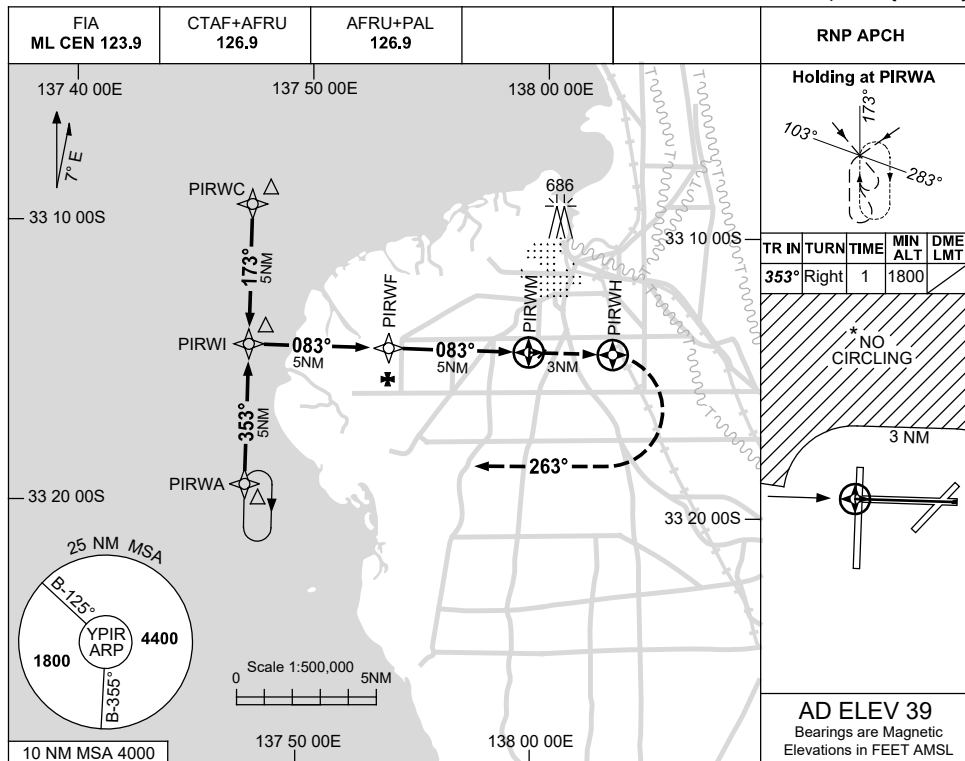 FIA
ML CEN 123.9
CTAF+AFRU
126.9
AFRU+PAL
126.9
RNP APCH
137 40 00E
137 50 00E
138 00 00E
7° E
PIRWC
33 10 00S
173°
5NM
PIRWI
083°
5NM
PIRWF
083°
5NM
PIRWM
3NM
PIRWH
686
33 10 00S
353°
5NM
PIRWA
263°
33 20 00S
33 20 00S
25 NM MSA
B-125°
YPIR
ARP
4400
1800
B-355°
10 NM MSA 4000
Scale 1:500,000
0
5NM
137 50 00E
138 00 00E
Holding at PIRWA
173°
103°
283°
TR IN TURN TIME MIN ALT DME LMT
353° Right 1 1800
* NO
CIRCLING
3 NM
AD ELEV 39
Bearings are Magnetic
Elevations in FEET AMSL